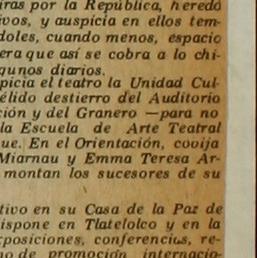 iras por la República, heredó
ivos, y auspicia en ellos tem-
doles, cuando menos, espacio
era que así se cobra a lo chi-
gunos diarios.
picia el teatro la Unidad Cul-
élido destierro del Auditorio
ción y del Granero —para no
la Escuela de Arte Teatral
ue. En el Orientación, covija
Miarnau y Emma Teresa Ar-
montan los sucesores de su
tivo en su Casa de la Paz de
ispone en Tlatelolco y en la
xposiciones, conferencias, re-
no de promoción internacio-